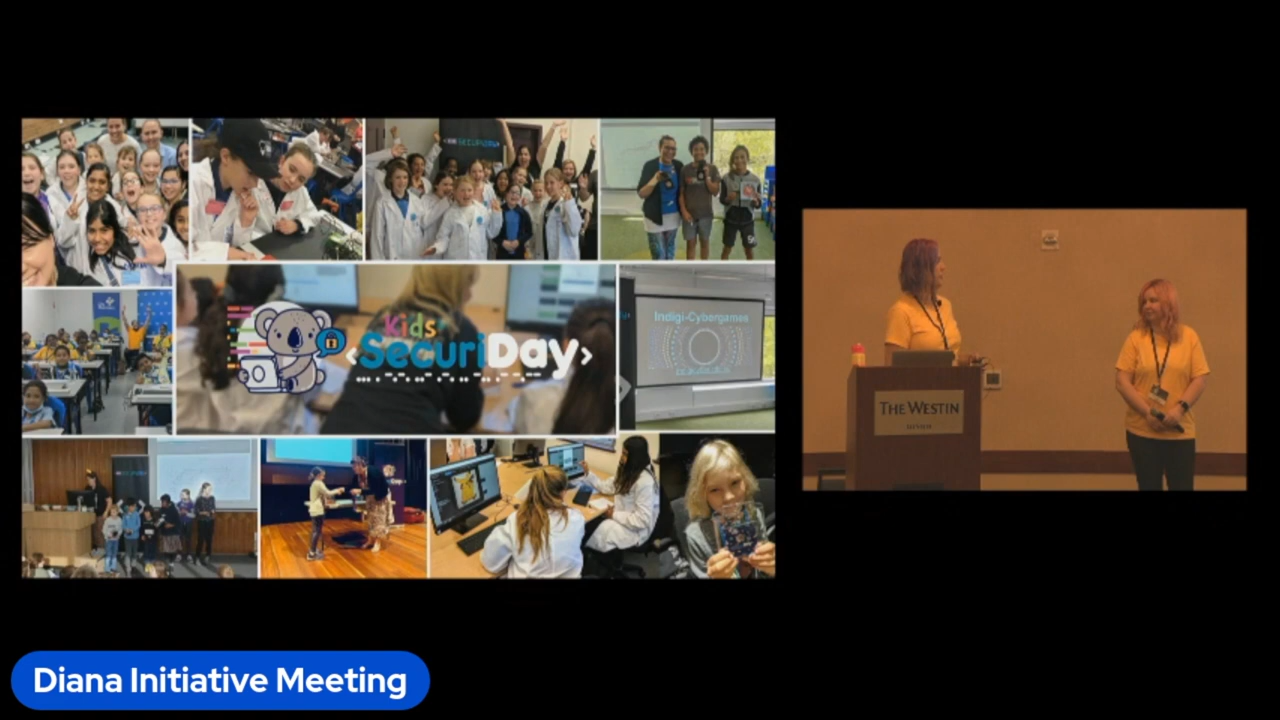 Indigi-Cybergames
Kids
<SecuriDay>
THE WESTIN
Diana Initiative Meeting